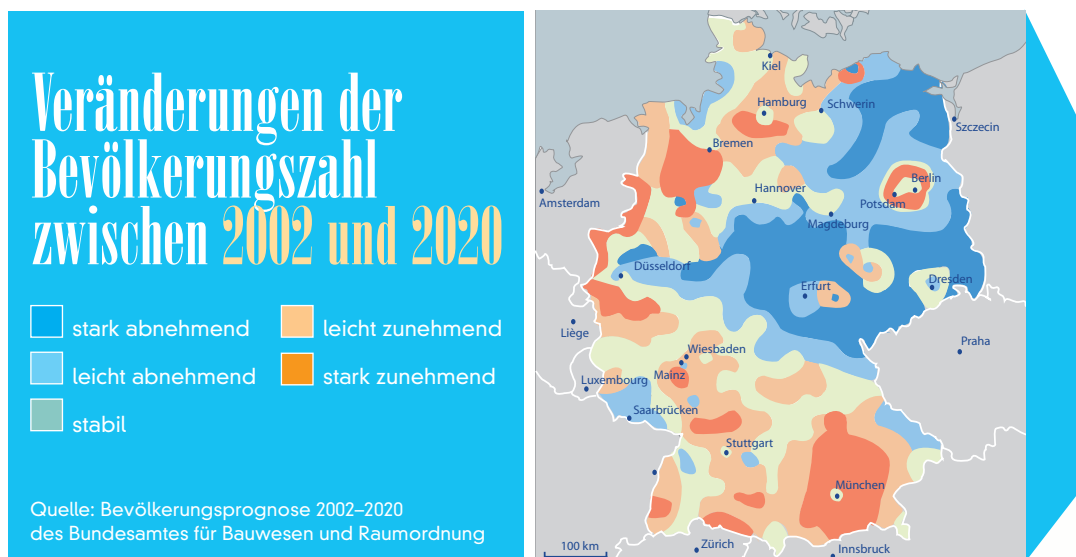 Veränderungen der
Bevölkerungszahl
zwischen 2002 und 2020
stark abnehmend
leicht abnehmend
stabil
leicht zunehmend
stark zunehmend
Quelle: Bevölkerungsprognose 2002–2020
des Bundesamtes für Bauwesen und Raumordnung
Kiel
Hamburg
Schwerin
Szczecin
Bremen
Berlin
Hannover
Potsdam
Amsterdam
Magdeburg
Düsseldorf
Erfurt
Dresden
Liège
Praha
Wiesbaden
Mainz
Luxembourg
Saarbrücken
Stuttgart
München
Zürich
Innsbruck
100 km